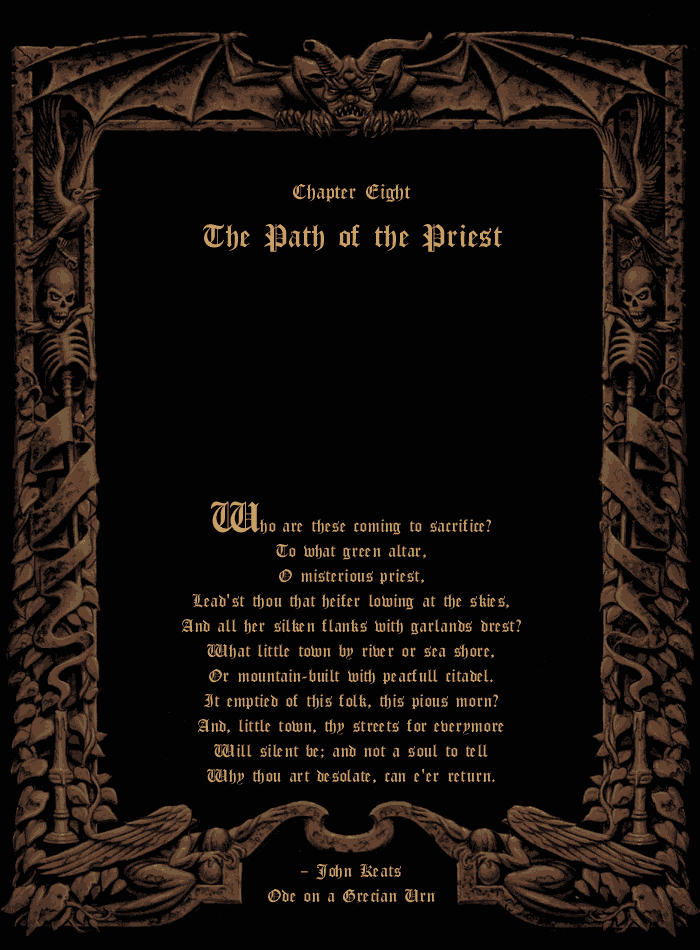 Chapter Eight
The Path of the Priest
Who are these coming to sacrifice?
To what green altar,
O misterious priest,
Lead'st thou that heifer lowing at the skies,
And all her silken flanks with garlands drest?
What little town by river or sea shore,
Or mountain-built with peacfull citadel.
It emptied of this folk, this pious morn?
And, little town, thy streets for everymore
Will silent be; and not a soul to tell
Why thou art desolate, can e'er return.
- John Keats
Ode on a Grecian Urn